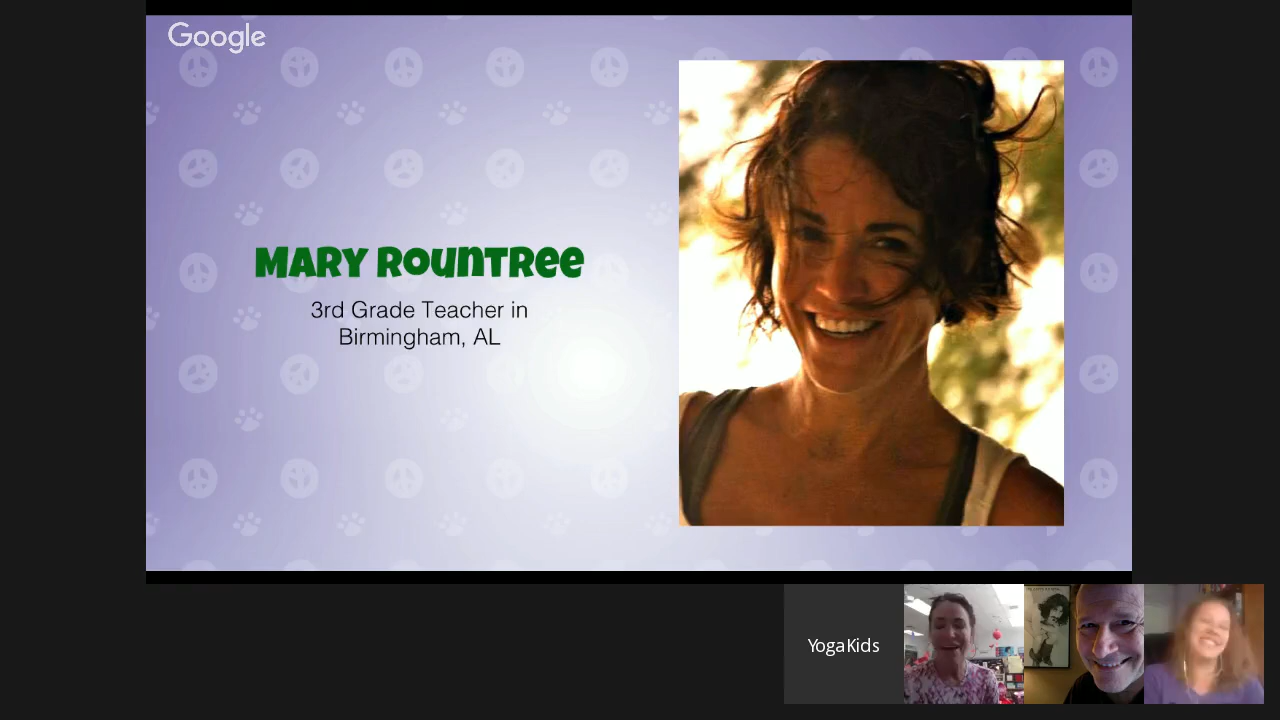 Google
MARY ROUNTREE
3rd Grade Teacher in
Birmingham, AL
YogaKids